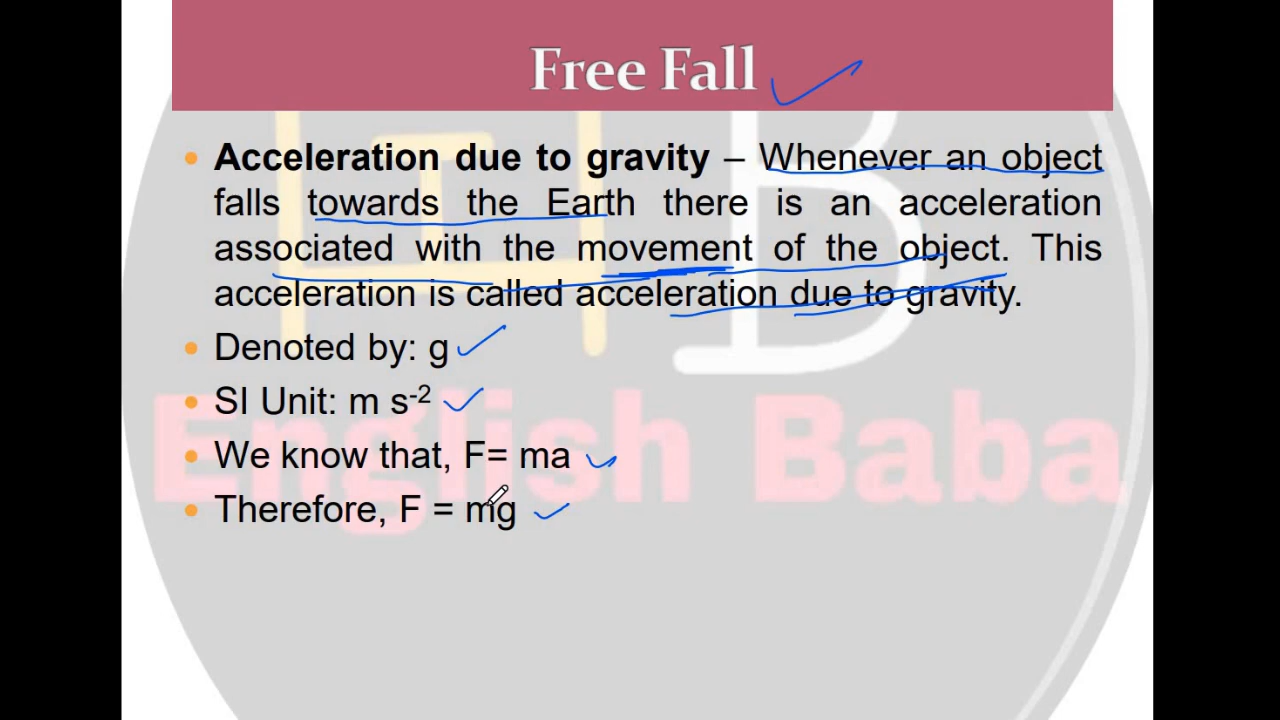 Free Fall
• Acceleration due to gravity – Whenever an object
falls towards the Earth there is an acceleration
associated with the movement of the object. This
acceleration is called acceleration due to gravity.
• Denoted by: g
• SI Unit: m s⁻²
• We know that, F= ma
• Therefore, F = mg
EB
English Baba